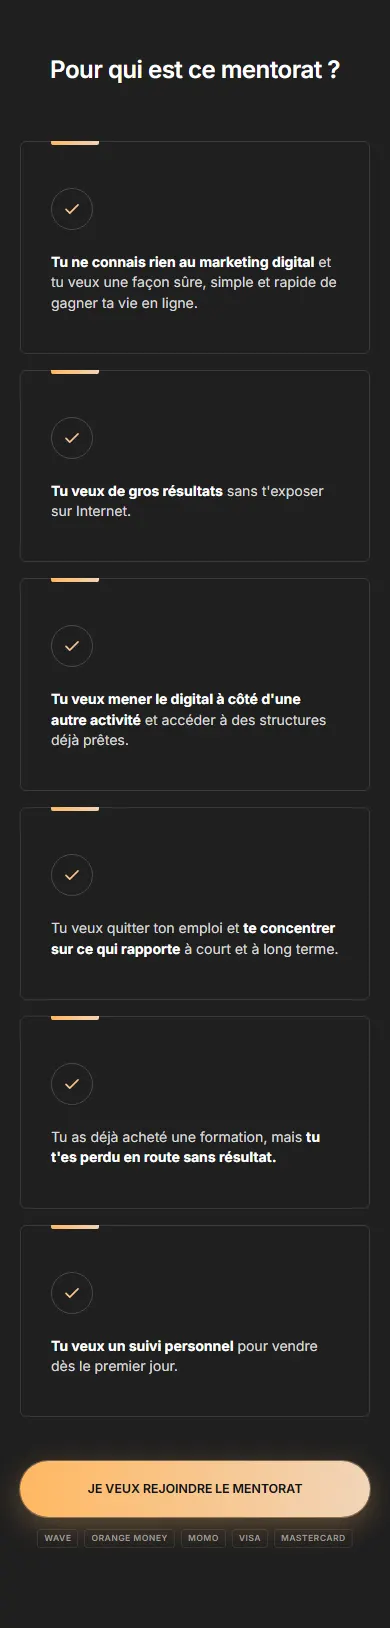 Pour qui est ce mentorat ?
Tu ne connais rien au marketing digital et
tu veux une façon sûre, simple et rapide de
gagner ta vie en ligne.
Tu veux de gros résultats sans t'exposer
sur Internet.
Tu veux mener le digital à côté d'une
autre activité et accéder à des structures
déjà prêtes.
Tu veux quitter ton emploi et te concentrer
sur ce qui rapporte à court et à long terme.
Tu as déjà acheté une formation, mais tu
t'es perdu en route sans résultat.
Tu veux un suivi personnel pour vendre
dès le premier jour.
JE VEUX REJOINDRE LE MENTORAT
WAVE ORANGE MONEY MOMO VISA MASTERCARD